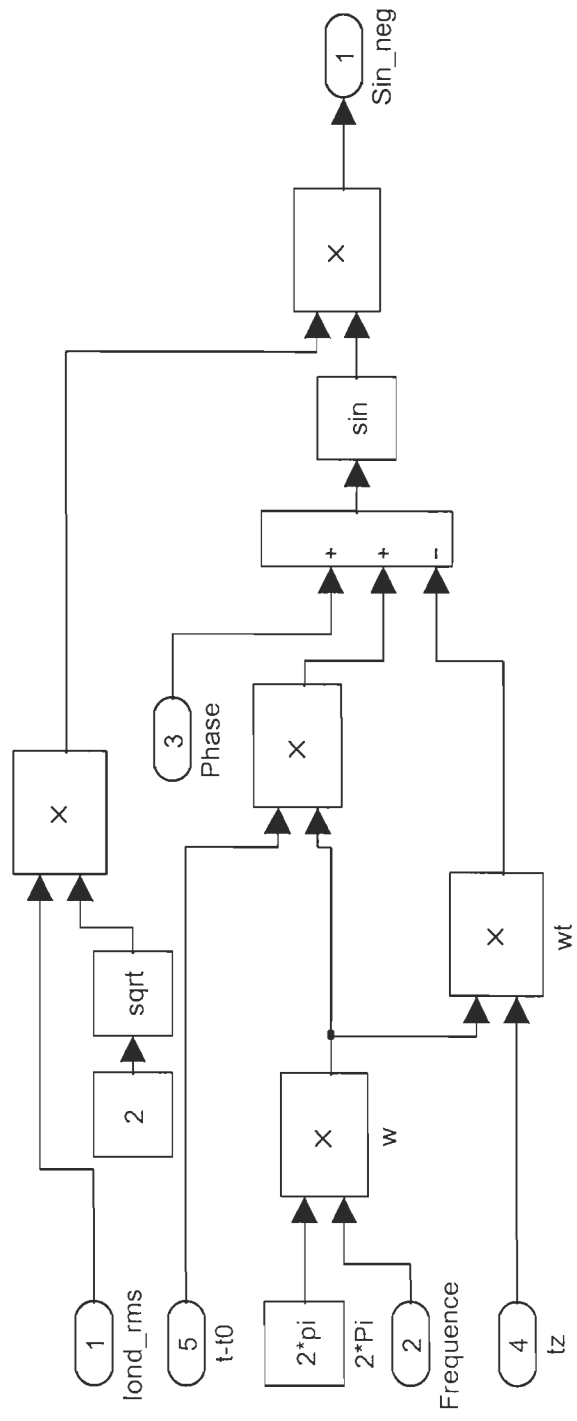 1
Iond_rms
2
sqrt
×
5
t-t0
3
Phase
×
2*pi
2*Pi
2
Frequence
×
w
4
tz
×
wt
+
+
-
sin
×
1
Sin_neg